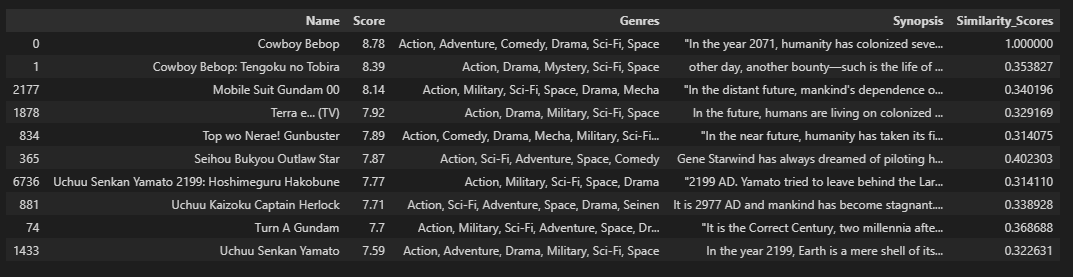 Name Score Genres Synopsis Similarity_Scores
0 Cowboy Bebop 8.78 Action, Adventure, Comedy, Drama, Sci-Fi, Space "In the year 2071, humanity has colonized seve... 1.000000
1 Cowboy Bebop: Tengoku no Tobira 8.39 Action, Drama, Mystery, Sci-Fi, Space other day, another bounty—such is the life of ... 0.353827
2177 Mobile Suit Gundam 00 8.14 Action, Military, Sci-Fi, Space, Drama, Mecha "In the distant future, mankind's dependence o... 0.340196
1878 Terra e... (TV) 7.92 Action, Drama, Military, Sci-Fi, Space In the future, humans are living on colonized ... 0.329169
834 Top wo Nerae! Gunbuster 7.89 Action, Comedy, Drama, Mecha, Military, Sci-Fi... "In the near future, humanity has taken its fi... 0.314075
365 Seihou Bukyou Outlaw Star 7.87 Action, Sci-Fi, Adventure, Space, Comedy Gene Starwind has always dreamed of piloting h... 0.402303
6736 Uchuu Senkan Yamato 2199: Hoshimeguru Hakobune 7.77 Action, Military, Sci-Fi, Space, Drama "2199 AD. Yamato tried to leave behind the Lar... 0.314110
881 Uchuu Kaizoku Captain Herlock 7.71 Action, Sci-Fi, Adventure, Space, Drama, Seinen It is 2977 AD and mankind has become stagnant.... 0.338928
74 Turn A Gundam 7.7 Action, Military, Sci-Fi, Adventure, Space, Dr... "It is the Correct Century, two millennia afte... 0.368688
1433 Uchuu Senkan Yamato 7.59 Action, Adventure, Drama, Military, Sci-Fi, Space In the year 2199, Earth is a mere shell of its... 0.322631